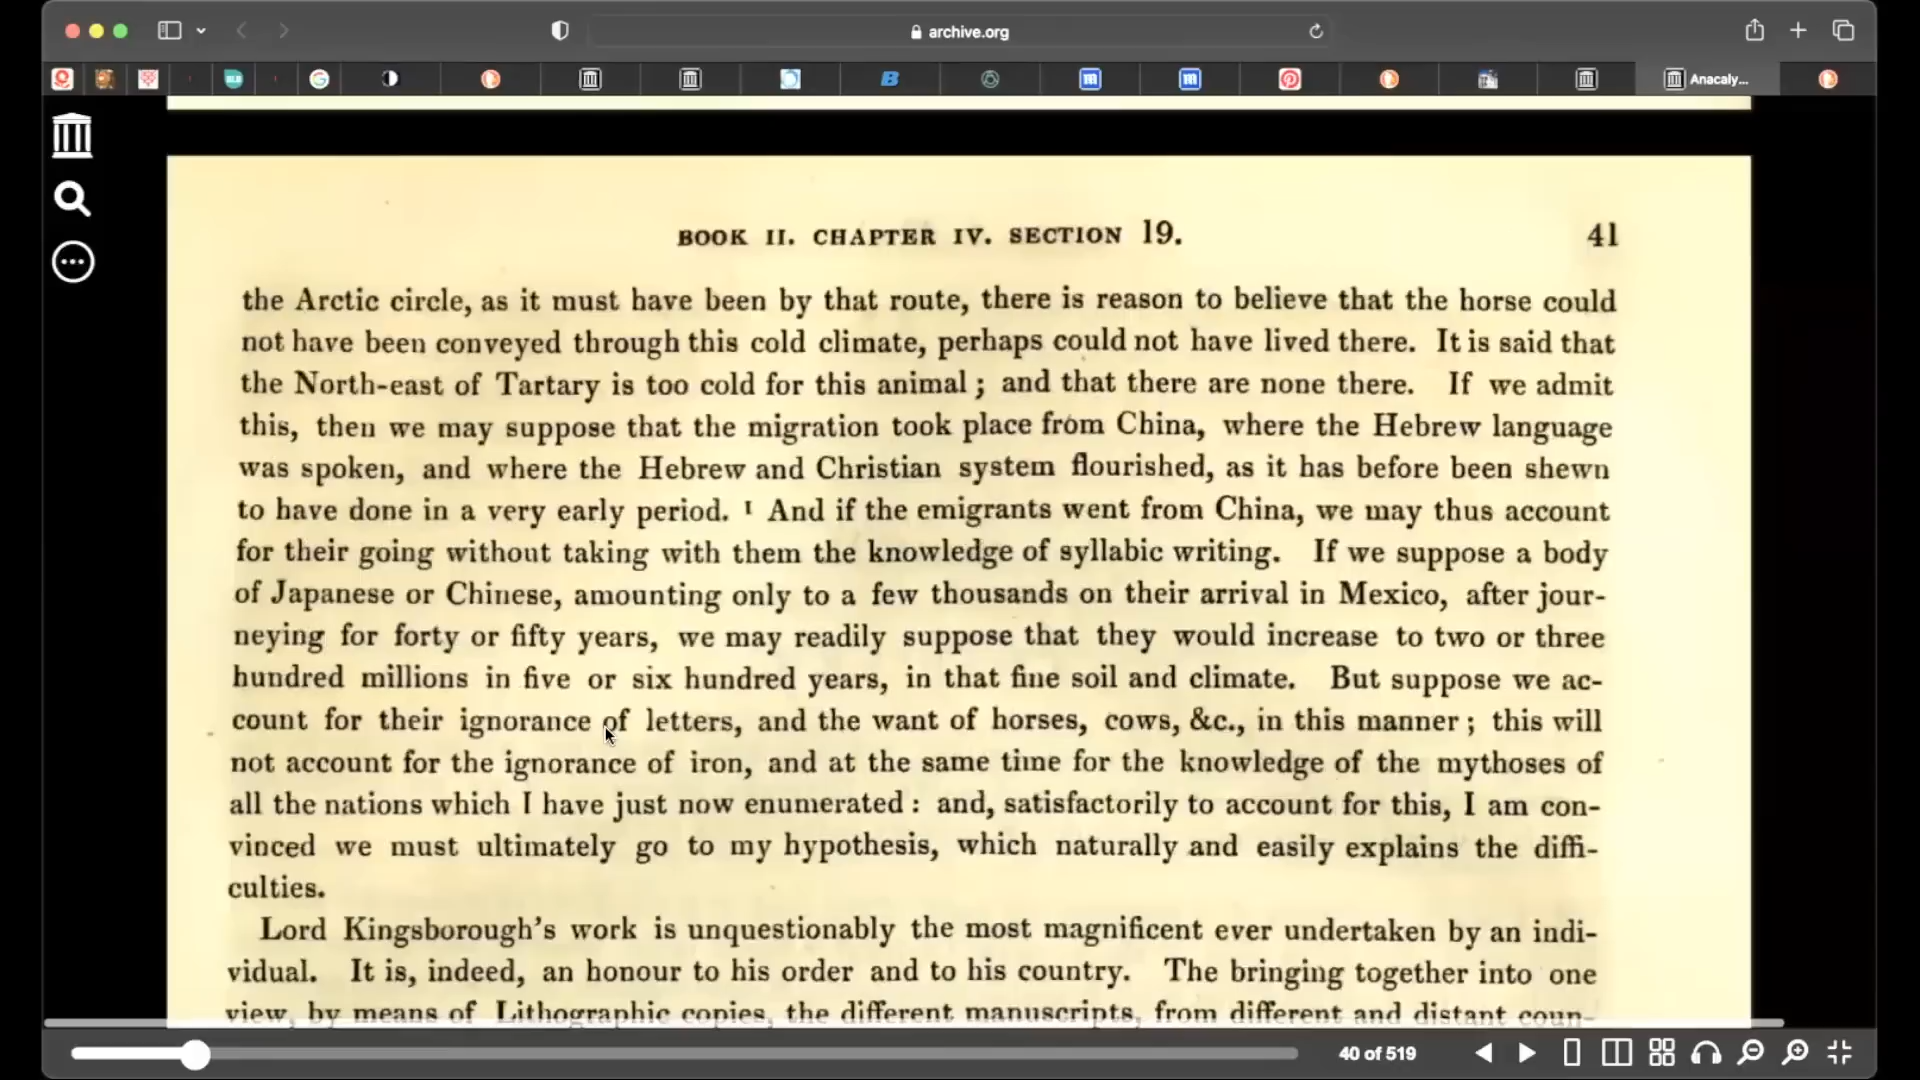 archive.org
Anacaly...
BOOK II. CHAPTER IV. SECTION 19.
41
the Arctic circle, as it must have been by that route, there is reason to believe that the horse could
not have been conveyed through this cold climate, perhaps could not have lived there. It is said that
the North-east of Tartary is too cold for this animal; and that there are none there. If we admit
this, then we may suppose that the migration took place from China, where the Hebrew language
was spoken, and where the Hebrew and Christian system flourished, as it has before been shewn
to have done in a very early period. 1 And if the emigrants went from China, we may thus account
for their going without taking with them the knowledge of syllabic writing. If we suppose a body
of Japanese or Chinese, amounting only to a few thousands on their arrival in Mexico, after jour-
neying for forty or fifty years, we may readily suppose that they would increase to two or three
hundred millions in five or six hundred years, in that fine soil and climate. But suppose we ac-
count for their ignorance of letters, and the want of horses, cows, &c., in this manner; this will
not account for the ignorance of iron, and at the same time for the knowledge of the mythoses of
all the nations which I have just now enumerated: and, satisfactorily to account for this, I am con-
vinced we must ultimately go to my hypothesis, which naturally and easily explains the diffi-
culties.
Lord Kingsborough's work is unquestionably the most magnificent ever undertaken by an indi-
vidual. It is, indeed, an honour to his order and to his country. The bringing together into one
view, by means of Lithographic copies, the different manuscripts, from different and distant coun-
40 of 519